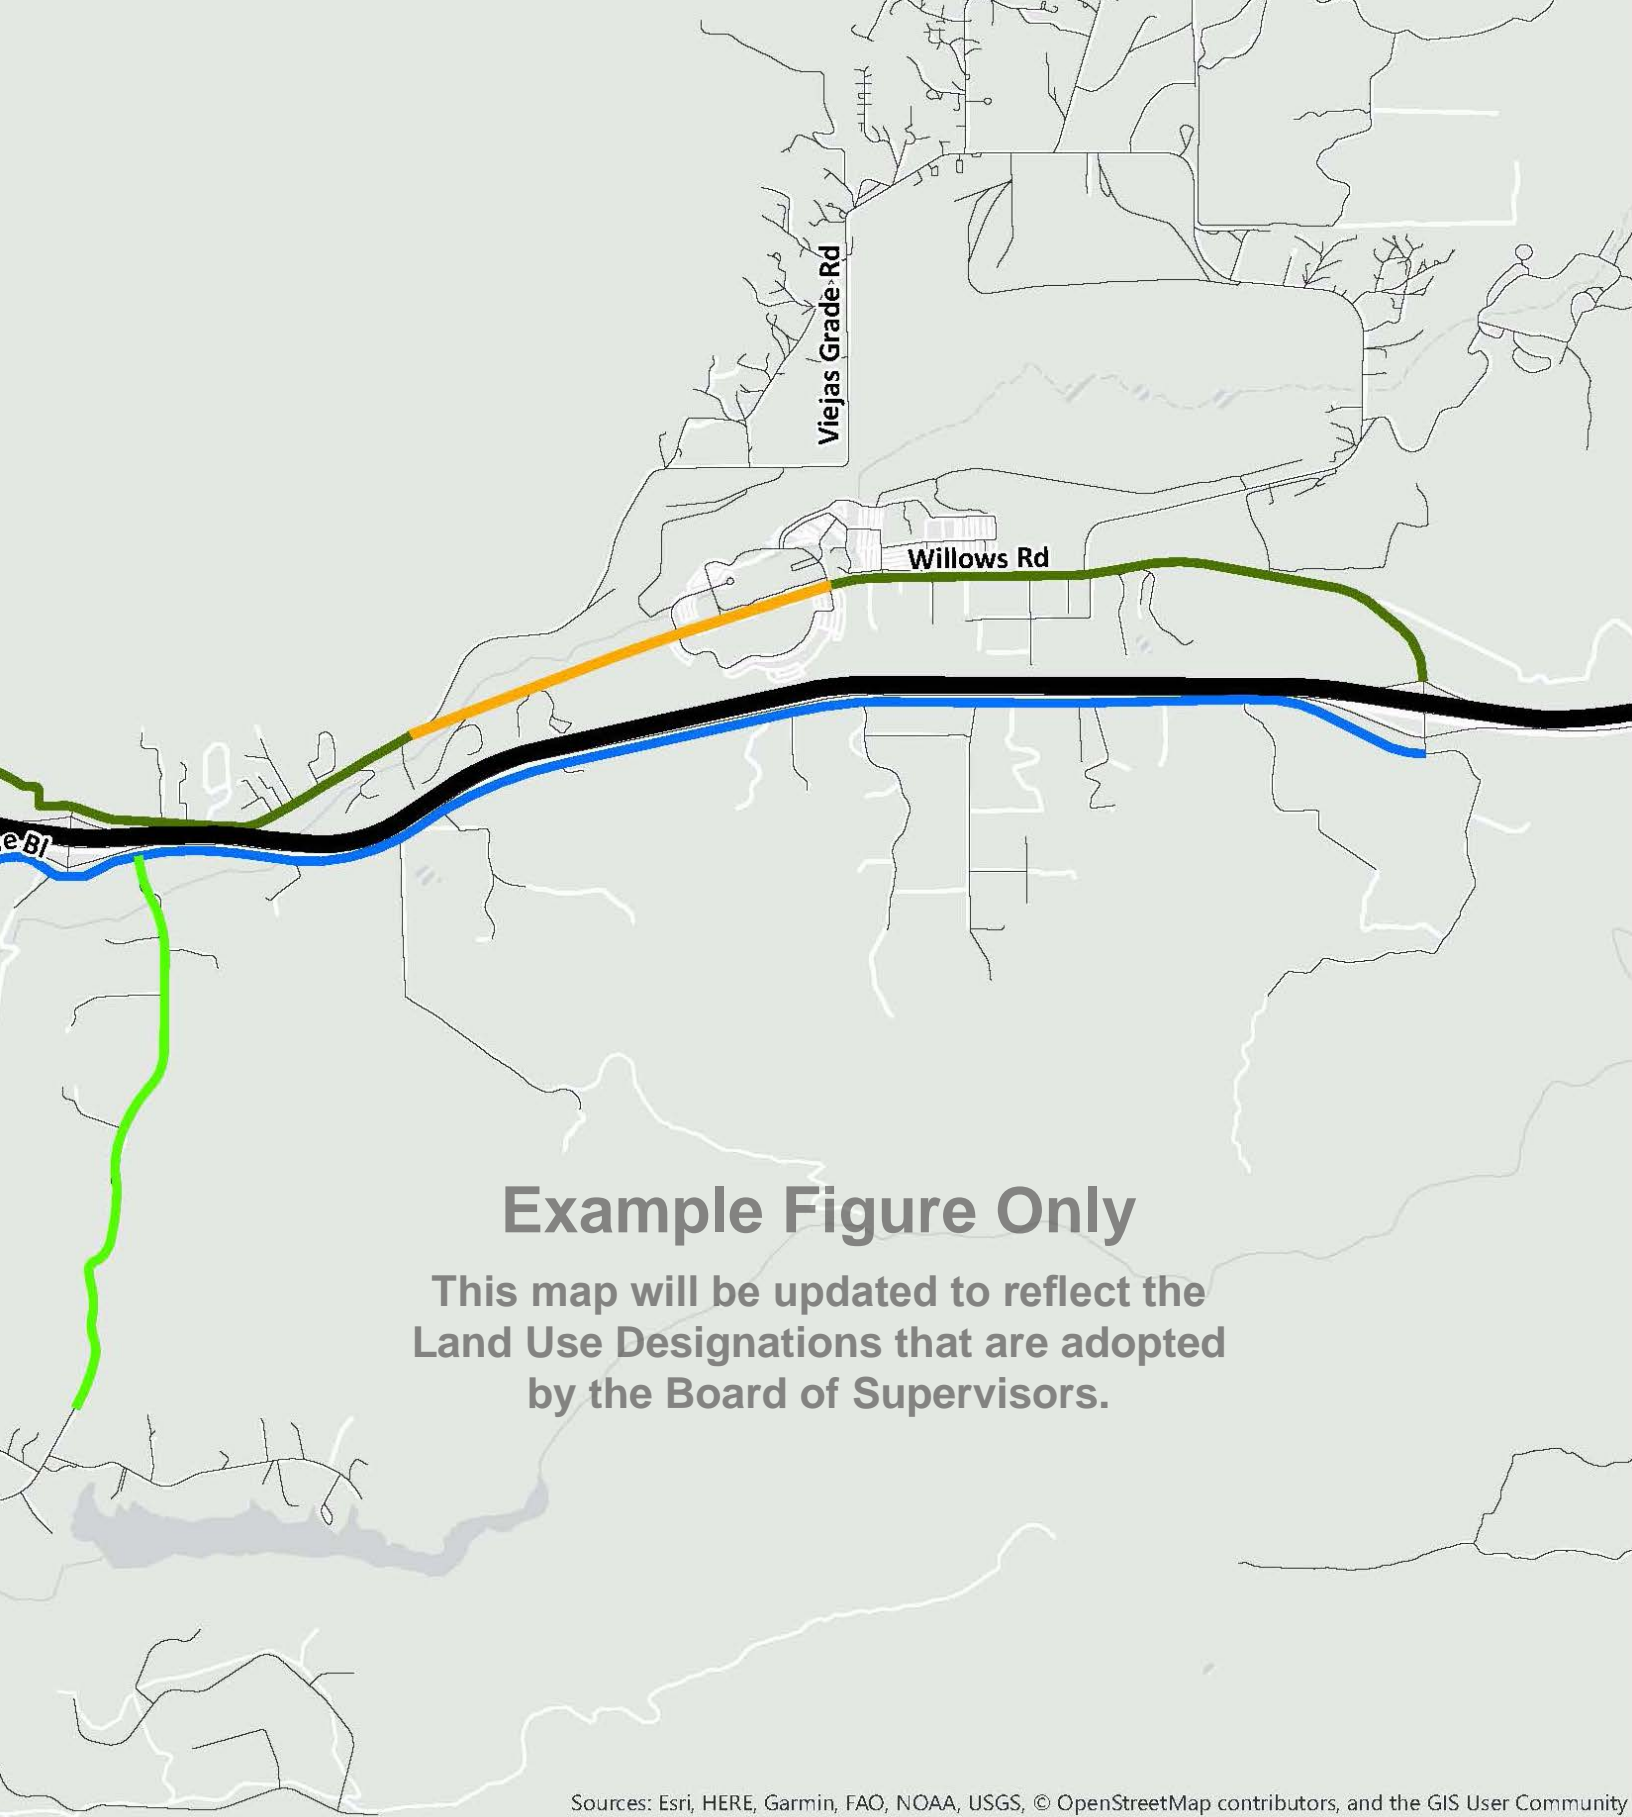 Viejas Grade Rd
Willows Rd
e Bl
Example Figure Only
This map will be updated to reflect the
Land Use Designations that are adopted
by the Board of Supervisors.
Sources: Esri, HERE, Garmin, FAO, NOAA, USGS, © OpenStreetMap contributors, and the GIS User Community